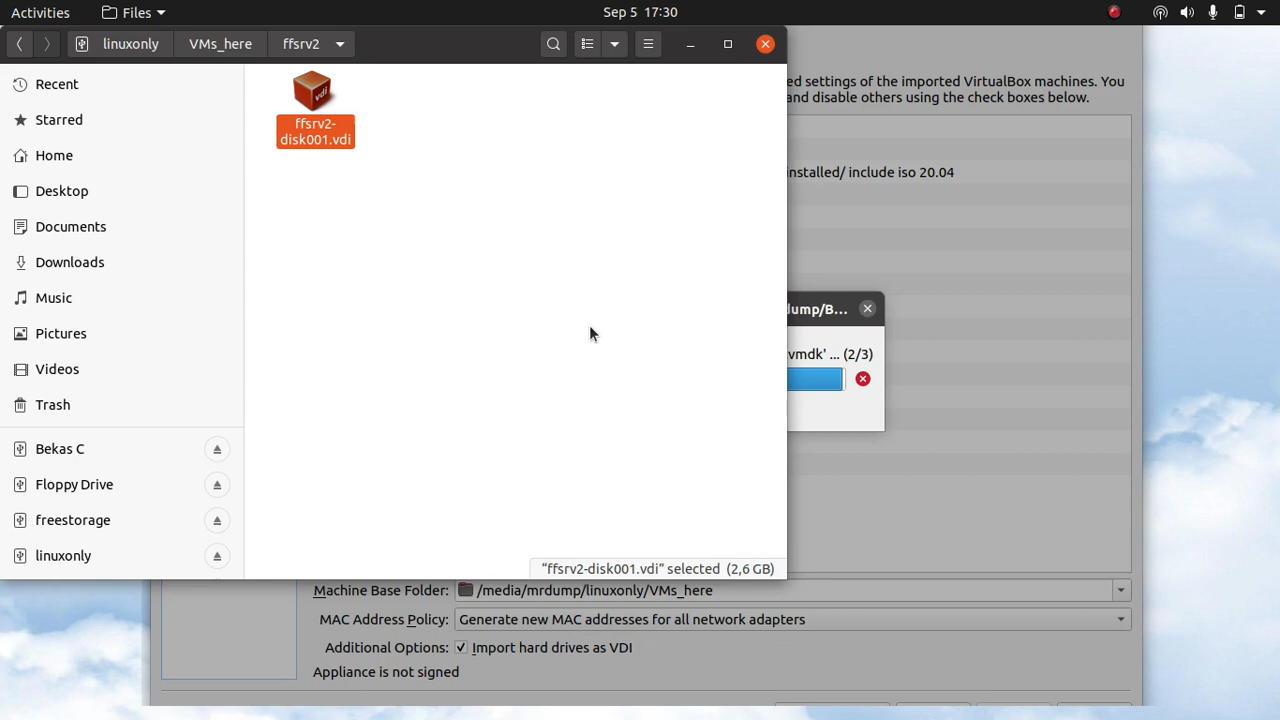 Activities
Files
Sep 5 17:30
linuxonly
VMs_here
ffsrv2
Recent
Starred
Home
Desktop
Documents
Downloads
Music
Pictures
Videos
Trash
Bekas C
Floppy Drive
freestorage
linuxonly
vdi
ffsrv2-
disk001.vdi
“ffsrv2-disk001.vdi” selected (2,6 GB)
ed settings of the imported VirtualBox machines. You
and disable others using the check boxes below.
installed/ include iso 20.04
dump/B...
.vmdk' ... (2/3)
Machine Base Folder: /media/mrdump/linuxonly/VMs_here
MAC Address Policy: Generate new MAC addresses for all network adapters
Additional Options: Import hard drives as VDI
Appliance is not signed